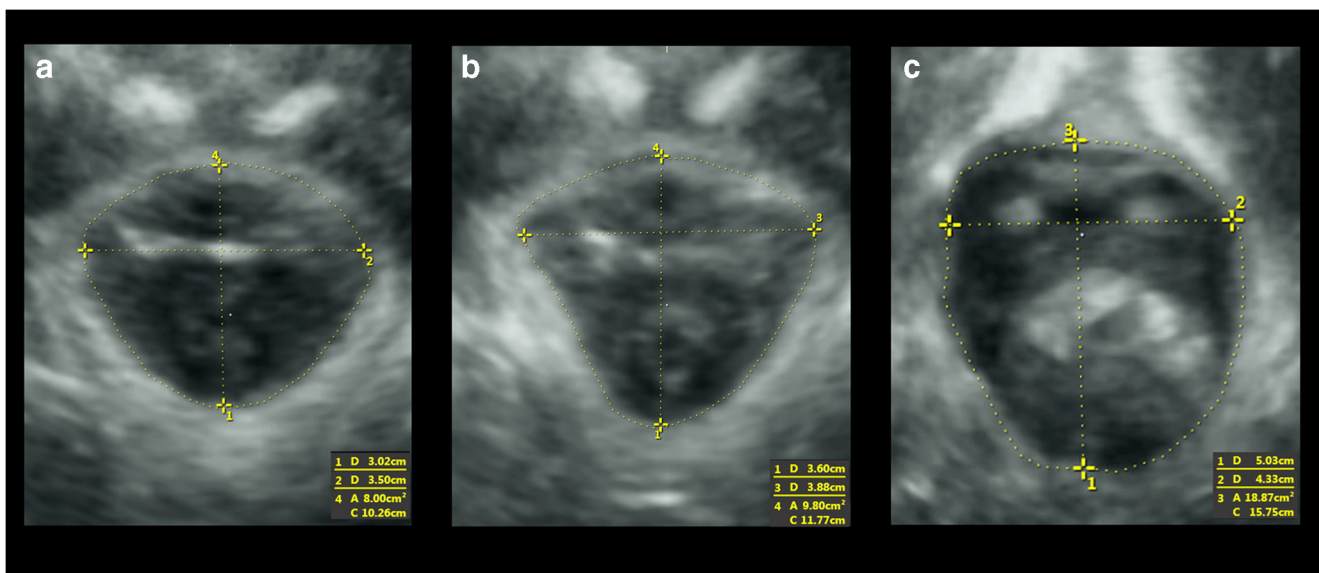 a
4
2
1
1 D 3.02cm
2 D 3.50cm
4 A 8.00cm²
C 10.26cm
b
4
3
1
1 D 3.60cm
3 D 3.88cm
4 A 9.80cm²
C 11.77cm
c
3
2
1
1 D 5.03cm
2 D 4.33cm
3 A 18.87cm²
C 15.75cm